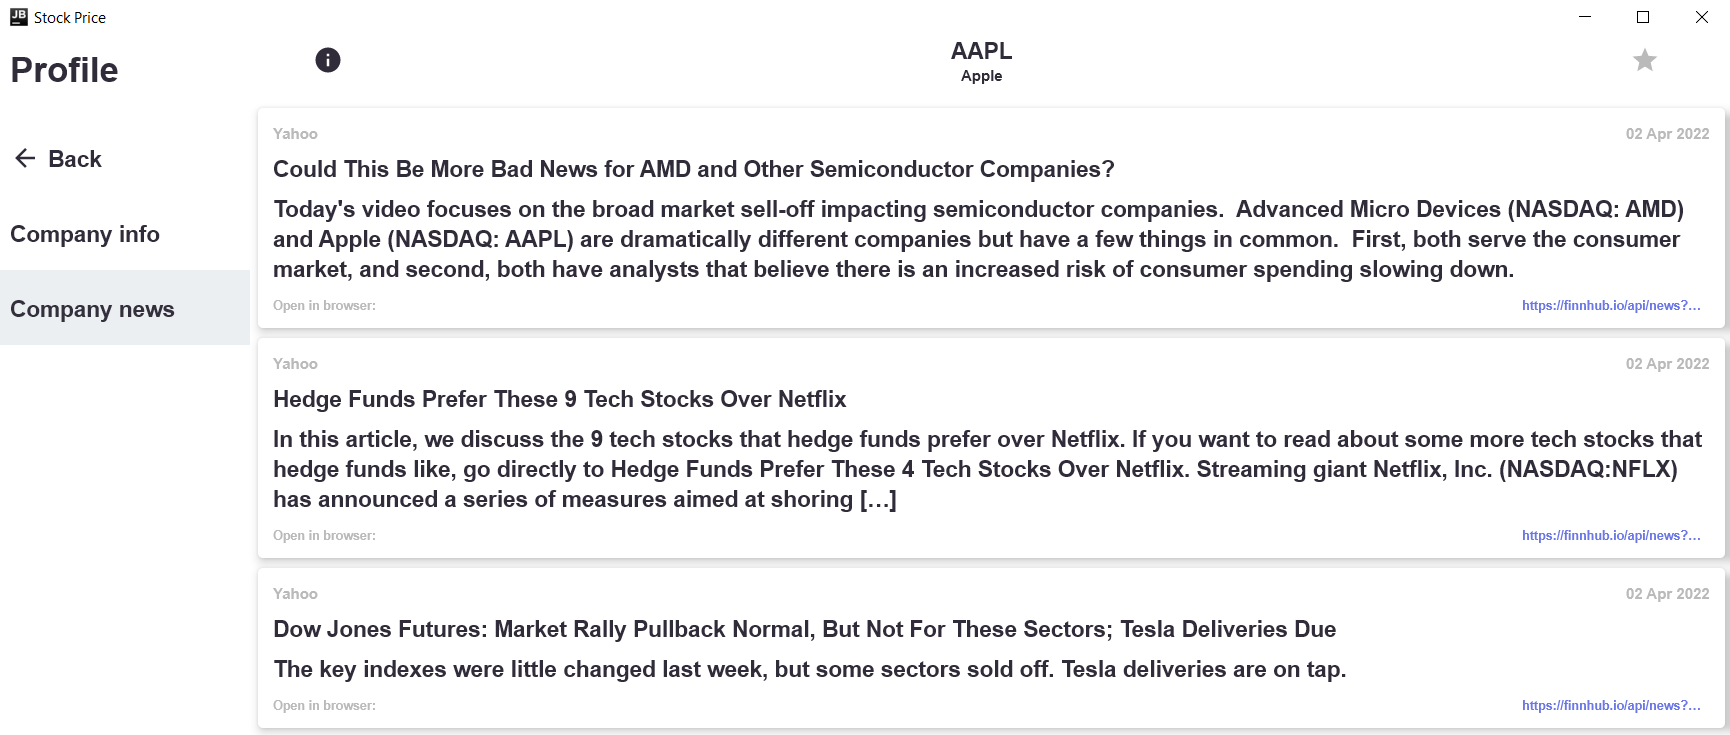 JB Stock Price
Profile
AAPL
Apple
Back
Company info
Company news
Yahoo 02 Apr 2022
Could This Be More Bad News for AMD and Other Semiconductor Companies?
Today's video focuses on the broad market sell-off impacting semiconductor companies.  Advanced Micro Devices (NASDAQ: AMD)
and Apple (NASDAQ: AAPL) are dramatically different companies but have a few things in common.  First, both serve the consumer
market, and second, both have analysts that believe there is an increased risk of consumer spending slowing down.
Open in browser: https://finnhub.io/api/news?...
Yahoo 02 Apr 2022
Hedge Funds Prefer These 9 Tech Stocks Over Netflix
In this article, we discuss the 9 tech stocks that hedge funds prefer over Netflix. If you want to read about some more tech stocks that
hedge funds like, go directly to Hedge Funds Prefer These 4 Tech Stocks Over Netflix. Streaming giant Netflix, Inc. (NASDAQ:NFLX)
has announced a series of measures aimed at shoring […]
Open in browser: https://finnhub.io/api/news?...
Yahoo 02 Apr 2022
Dow Jones Futures: Market Rally Pullback Normal, But Not For These Sectors; Tesla Deliveries Due
The key indexes were little changed last week, but some sectors sold off. Tesla deliveries are on tap.
Open in browser: https://finnhub.io/api/news?...